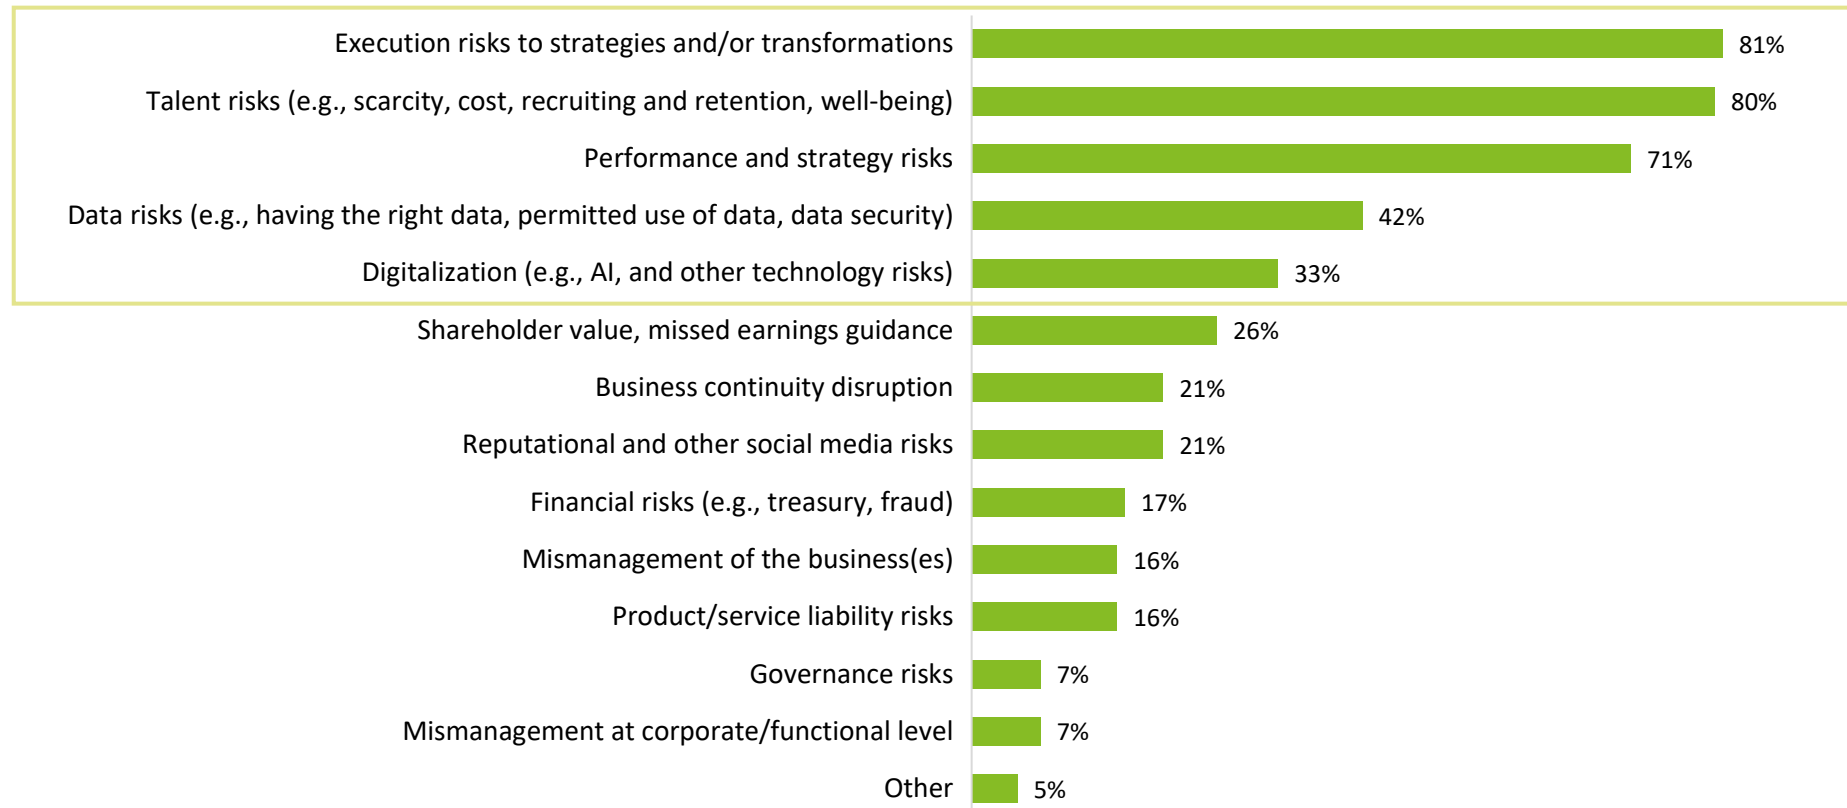 Execution risks to strategies and/or transformations 81%
Talent risks (e.g., scarcity, cost, recruiting and retention, well-being) 80%
Performance and strategy risks 71%
Data risks (e.g., having the right data, permitted use of data, data security) 42%
Digitalization (e.g., AI, and other technology risks) 33%
Shareholder value, missed earnings guidance 26%
Business continuity disruption 21%
Reputational and other social media risks 21%
Financial risks (e.g., treasury, fraud) 17%
Mismanagement of the business(es) 16%
Product/service liability risks 16%
Governance risks 7%
Mismanagement at corporate/functional level 7%
Other 5%